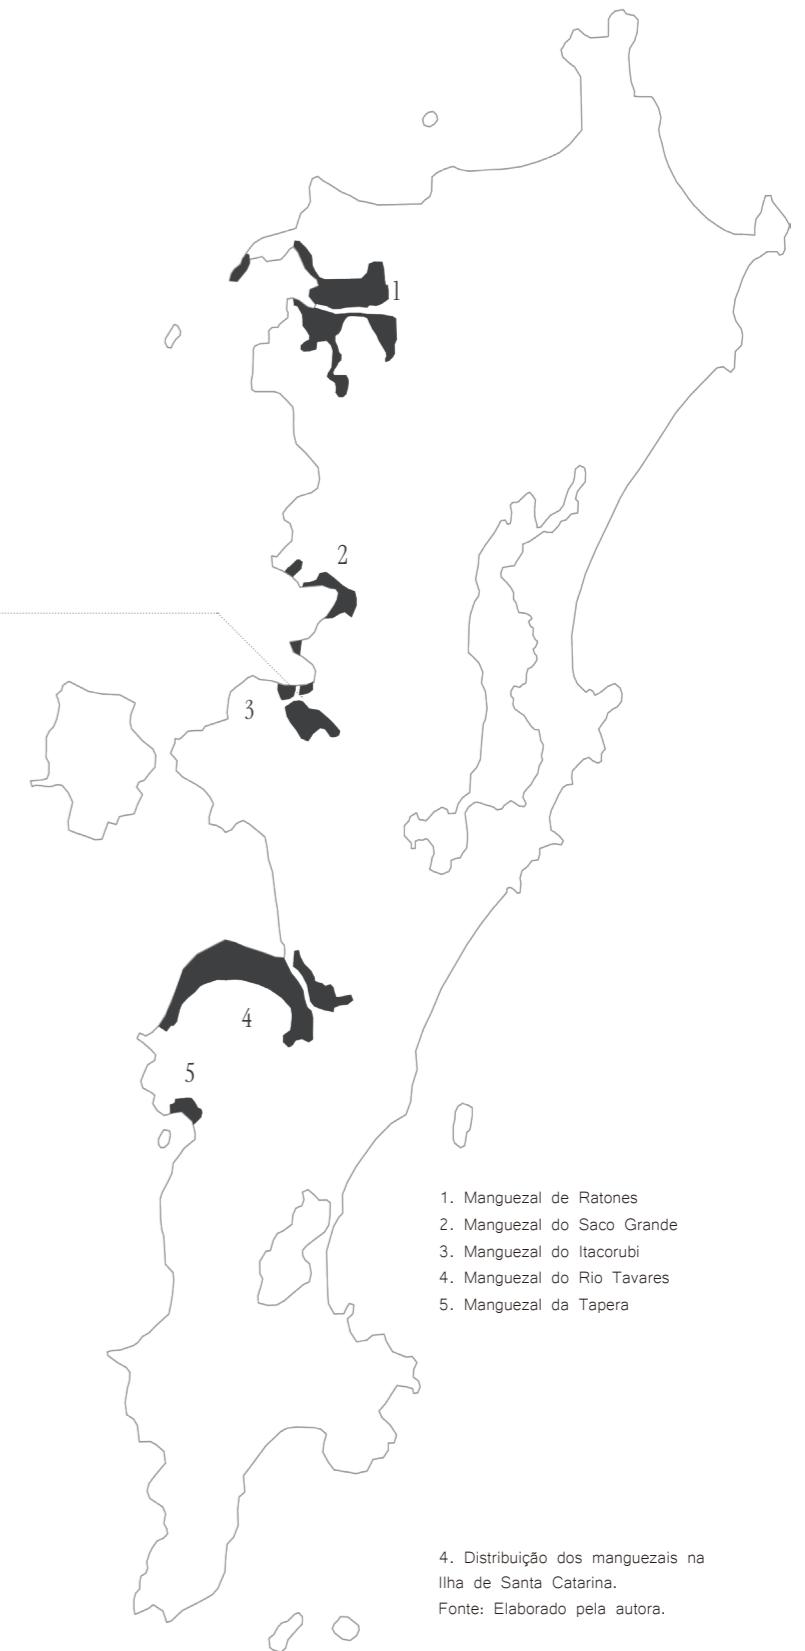 1
2
3
4
5
1. Manguezal de Ratones
2. Manguezal do Saco Grande
3. Manguezal do Itacorubi
4. Manguezal do Rio Tavares
5. Manguezal da Tapera
4. Distribuição dos manguezais na
Ilha de Santa Catarina.
Fonte: Elaborado pela autora.